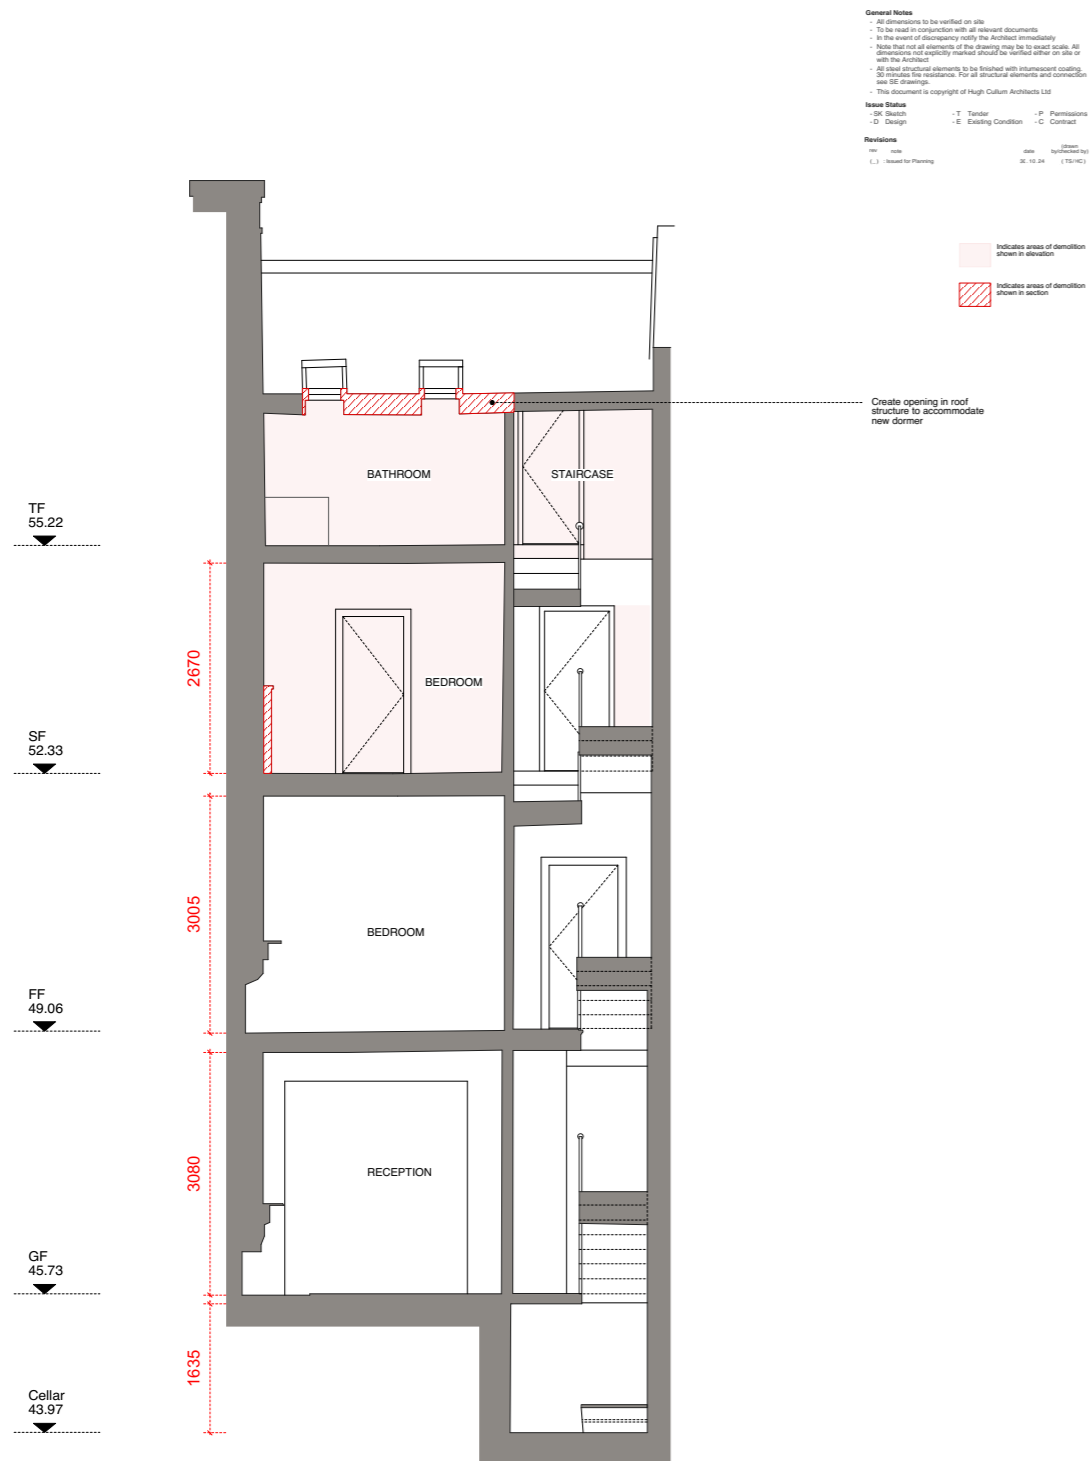 General Notes
- All dimensions to be verified on site
- To be read in conjunction with all relevant documents
- In the event of discrepancy notify the Architect immediately
- Note that not all elements of the drawing may be to exact scale. All
dimensions not explicitly marked should be verified either on site or
with the Architect
- All steel structural elements to be finished with intumescent coating,
30 minutes fire resistance. For all structural elements and connection
see SE drawings.
- This document is copyright of Hugh Cullum Architects Ltd
Issue Status
- SK Sketch - T Tender - P Permissions
- D Design - E Existing Condition - C Contract
Revisions
rev note date (drawn by/checked by)
(_) : Issued for Planning .10.24 (TS/HC)
Indicates areas of demolition
shown in elevation
Indicates areas of demolition
shown in section
Create opening in roof
structure to accommodate
new dormer
BATHROOM
STAIRCASE
TF
55.22
2670
BEDROOM
SF
52.33
3005
BEDROOM
FF
49.06
3080
RECEPTION
GF
45.73
1635
Cellar
43.97